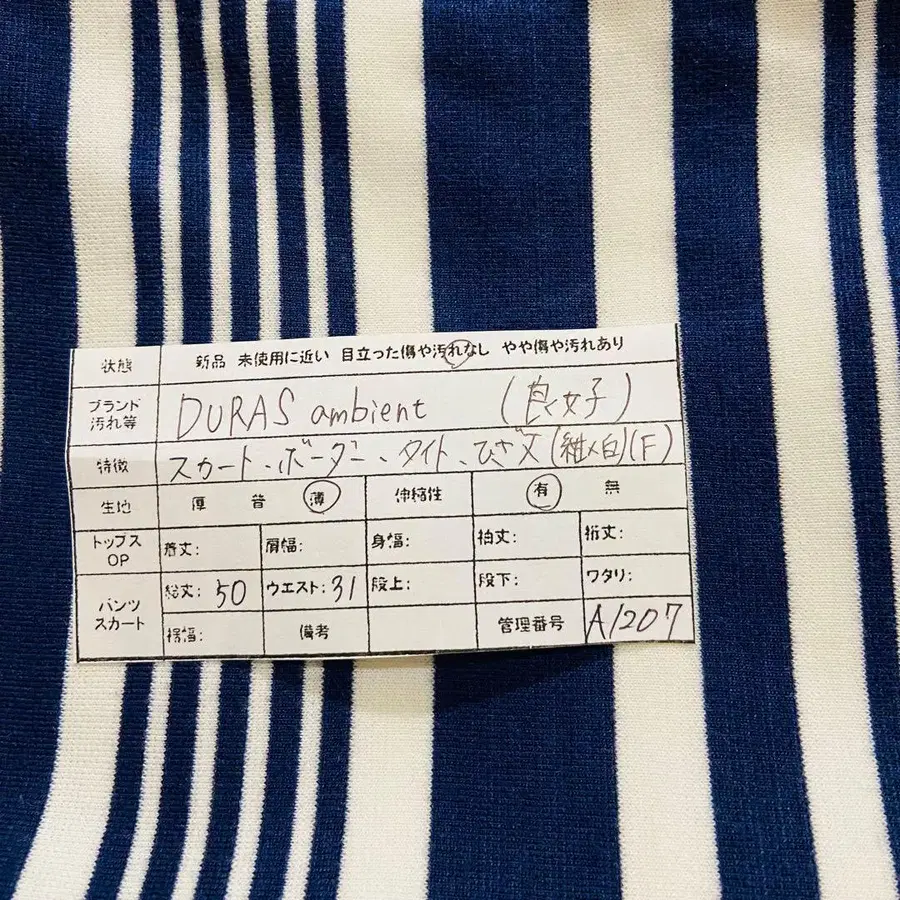 状態 新品 未使用に近い 目立った傷や汚れなし やや傷や汚れあり
ブランド 汚れ等 DURAS ambient (良好)
特徴 スカート、ボーダー、タイト、ひざ丈(紺×白)(F)
生地 厚 普 薄 伸縮性 有 無
トップス OP 着丈: 肩幅: 身幅: 袖丈: 裄丈:
パンツ スカート 総丈: 50 ウエスト: 31 股上: 股下: ワタリ:
裾幅: 備考 管理番号 A1207